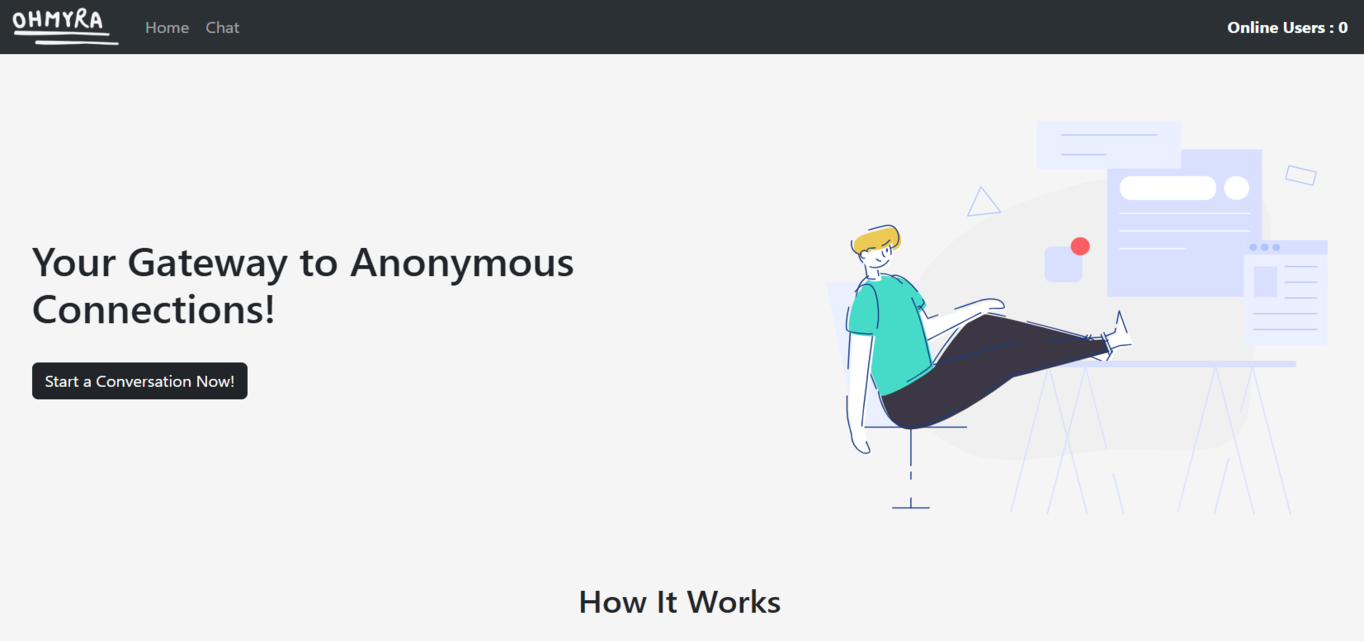 OHMYRA
Home
Chat
Online Users : 0
Your Gateway to Anonymous
Connections!
Start a Conversation Now!
How It Works